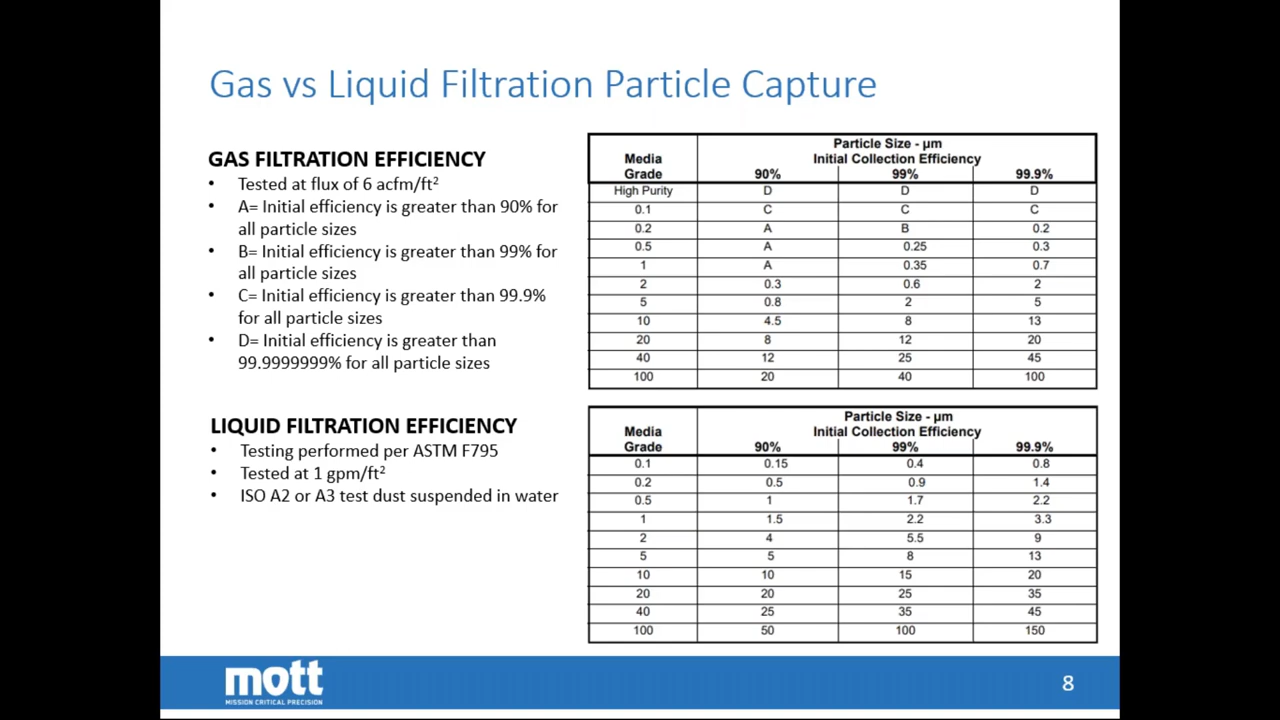 Gas vs Liquid Filtration Particle Capture
GAS FILTRATION EFFICIENCY
• Tested at flux of 6 acfm/ft²
• A= Initial efficiency is greater than 90% for
all particle sizes
• B= Initial efficiency is greater than 99% for
all particle sizes
• C= Initial efficiency is greater than 99.9%
for all particle sizes
• D= Initial efficiency is greater than
99.9999999% for all particle sizes
Particle Size - µm
Media Initial Collection Efficiency
Grade 90% 99% 99.9%
High Purity D D D
0.1 C C C
0.2 A B 0.2
0.5 A 0.25 0.3
1 A 0.35 0.7
2 0.3 0.6 2
5 0.8 2 5
10 4.5 8 13
20 8 12 20
40 12 25 45
100 20 40 100
LIQUID FILTRATION EFFICIENCY
• Testing performed per ASTM F795
• Tested at 1 gpm/ft²
• ISO A2 or A3 test dust suspended in water
Particle Size - µm
Media Initial Collection Efficiency
Grade 90% 99% 99.9%
0.1 0.15 0.4 0.8
0.2 0.5 0.9 1.4
0.5 1 1.7 2.2
1 1.5 2.2 3.3
2 4 5.5 9
5 5 8 13
10 10 15 20
20 20 25 35
40 25 35 45
100 50 100 150
mott
MISSION CRITICAL PRECISION
8